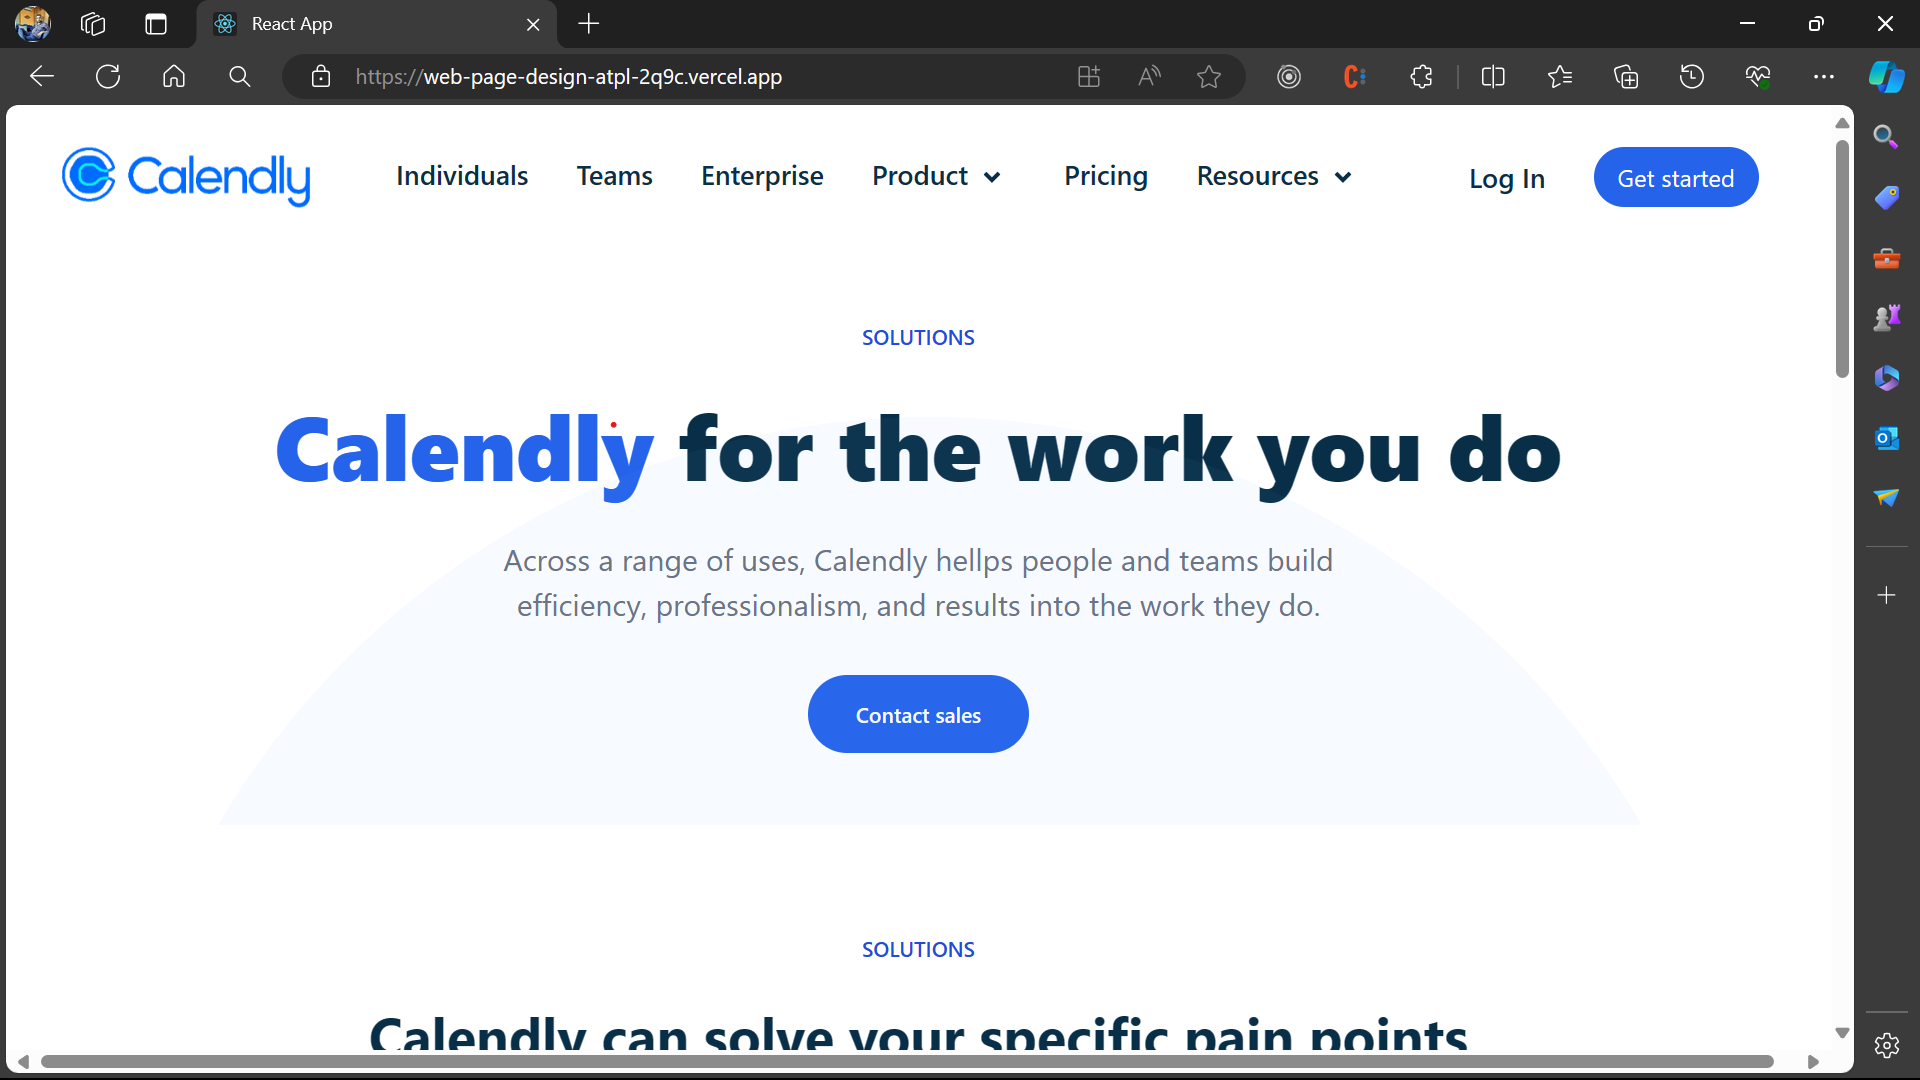 React App
https://web-page-design-atpl-2q9c.vercel.app
Calendly
Individuals Teams Enterprise Product Pricing Resources Log In Get started
SOLUTIONS
Calendly for the work you do
Across a range of uses, Calendly hellps people and teams build
efficiency, professionalism, and results into the work they do.
Contact sales
SOLUTIONS
Calendly can solve your specific pain points